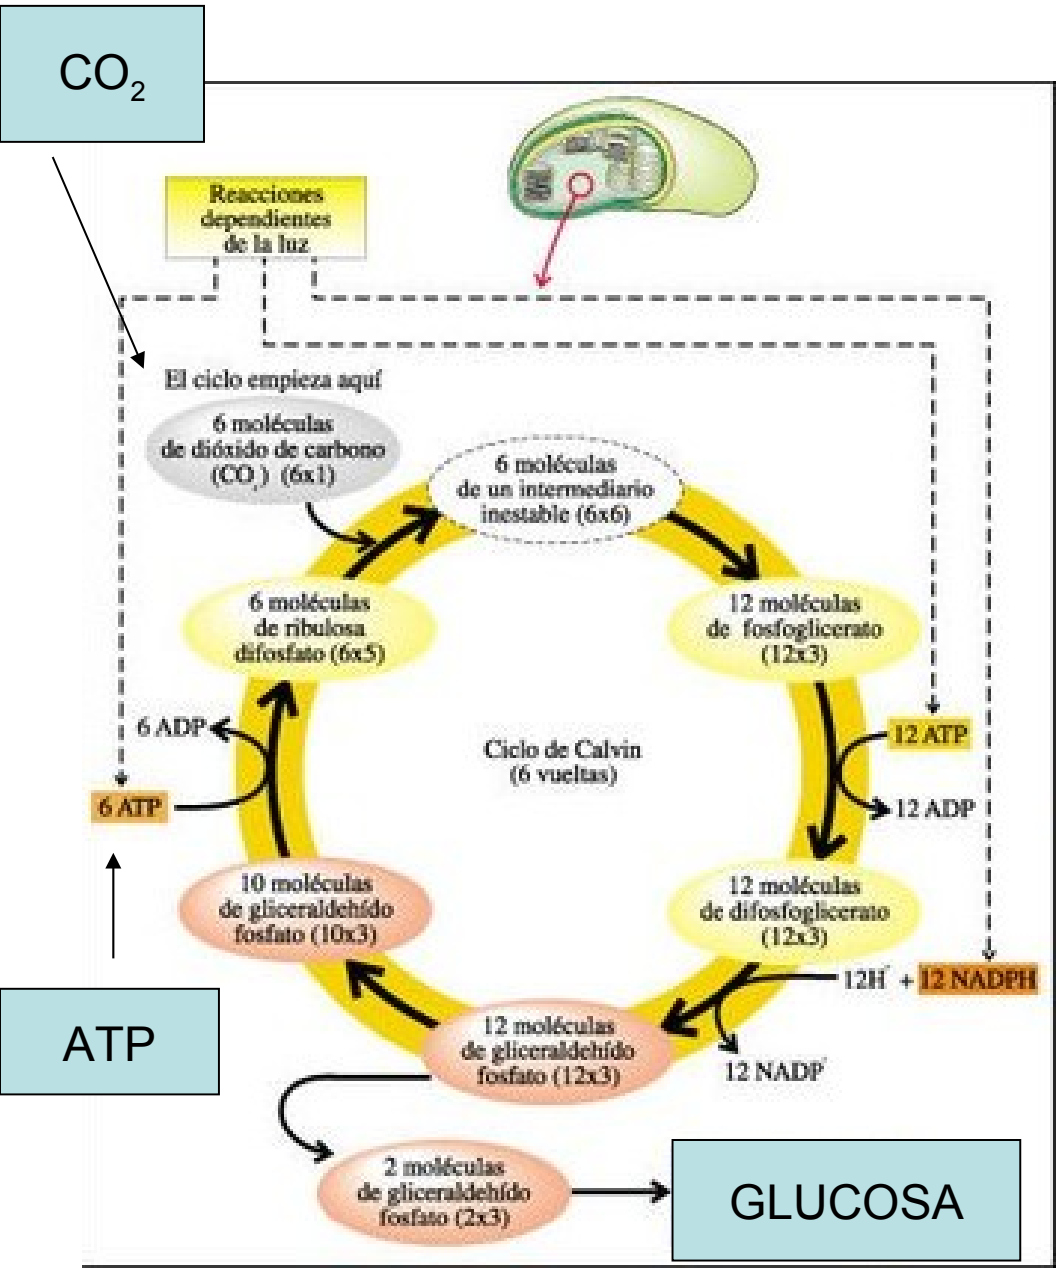 CO2
Reacciones
dependientes
de la luz
El ciclo empieza aquí
6 moléculas
de dióxido de carbono
(CO2) (6x1)
6 moléculas
de un intermediario
inestable (6x6)
6 moléculas
de ribulosa
difosfato (6x5)
12 moléculas
de fosfoglicerato
(12x3)
6 ADP
12 ATP
Ciclo de Calvin
(6 vueltas)
6 ATP
12 ADP
10 moléculas
de gliceraldehído
fosfato (10x3)
12 moléculas
de difosfoglicerato
(12x3)
12H+ + 12 NADPH
ATP
12 moléculas
de gliceraldehído
fosfato (12x3)
12 NADP+
2 moléculas
de gliceraldehído
fosfato (2x3)
GLUCOSA